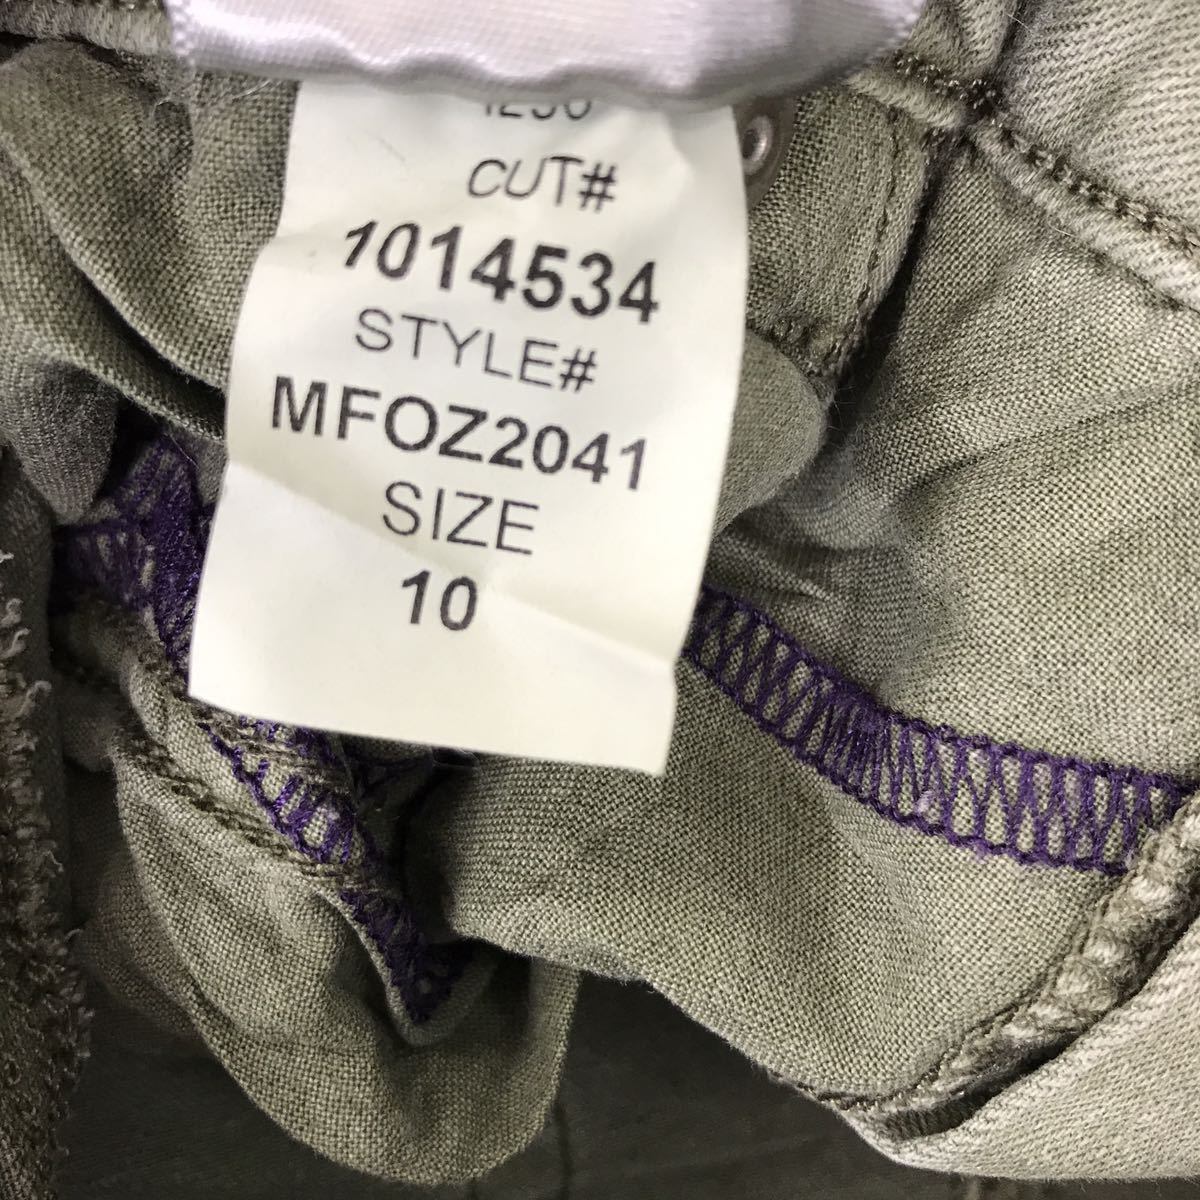 CUT#
1014534
STYLE#
MFOZ2041
SIZE
10